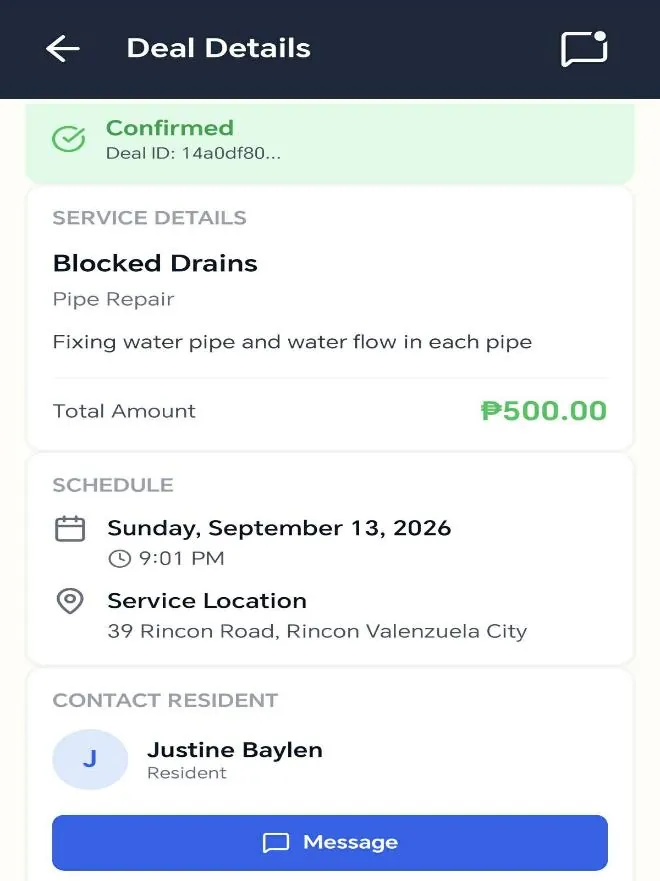 Deal Details
Confirmed
Deal ID: 14a0df80...
SERVICE DETAILS
Blocked Drains
Pipe Repair
Fixing water pipe and water flow in each pipe
Total Amount
₱500.00
SCHEDULE
Sunday, September 13, 2026
9:01 PM
Service Location
39 Rincon Road, Rincon Valenzuela City
CONTACT RESIDENT
J
Justine Baylen
Resident
Message